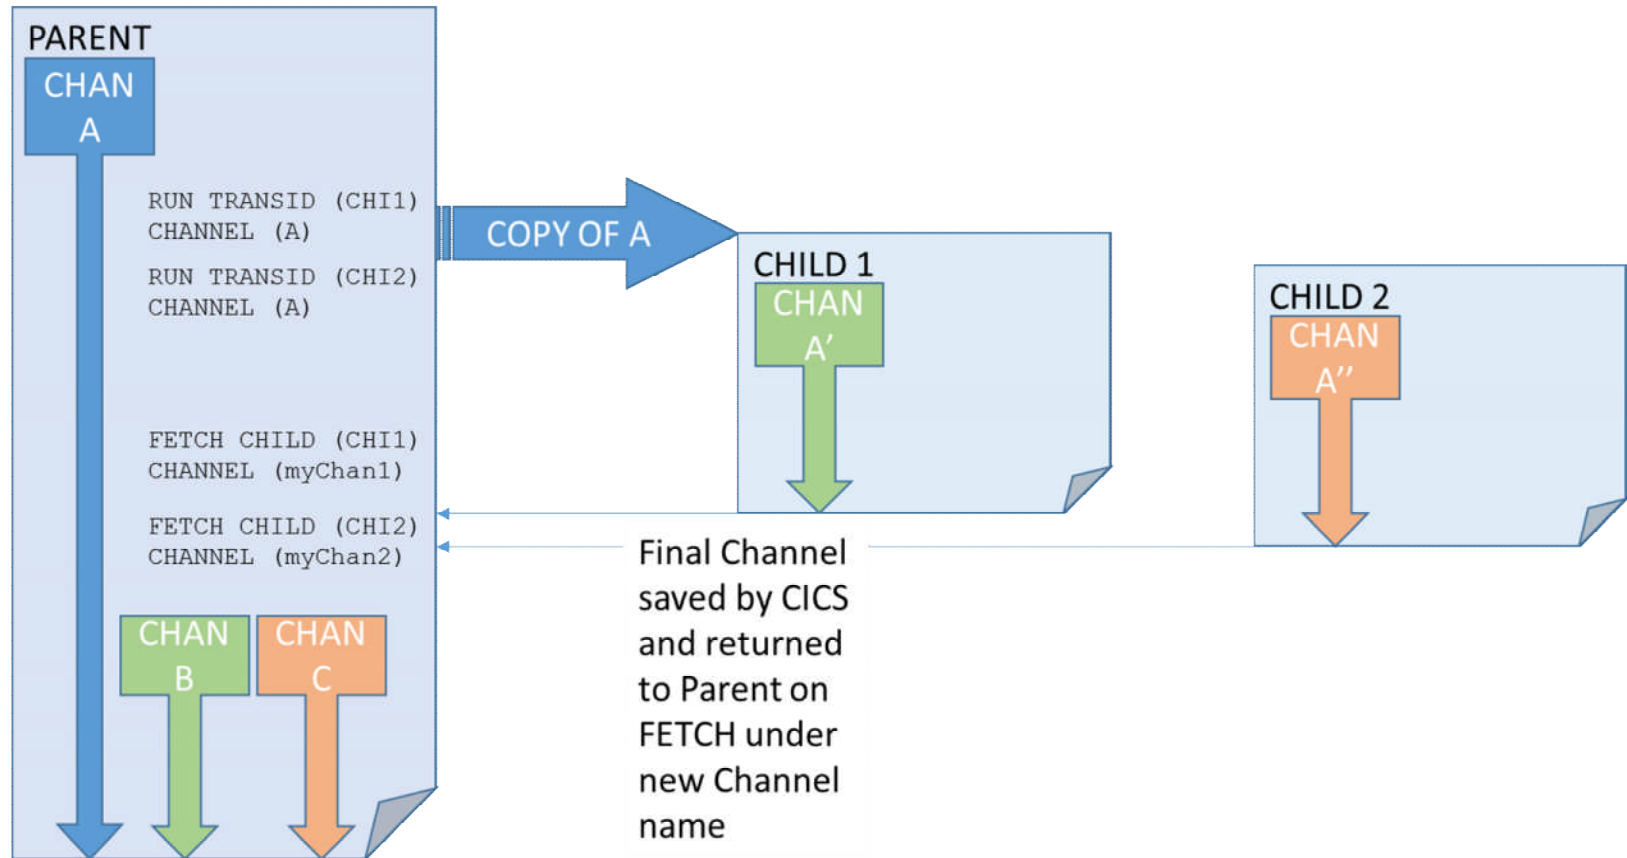 PARENT
CHAN
A
RUN TRANSID (CHI1)
CHANNEL (A)
RUN TRANSID (CHI2)
CHANNEL (A)
COPY OF A
CHILD 1
CHAN
A’
CHILD 2
CHAN
A’’
FETCH CHILD (CHI1)
CHANNEL (myChan1)
FETCH CHILD (CHI2)
CHANNEL (myChan2)
Final Channel
saved by CICS
and returned
to Parent on
FETCH under
new Channel
name
CHAN
B
CHAN
C